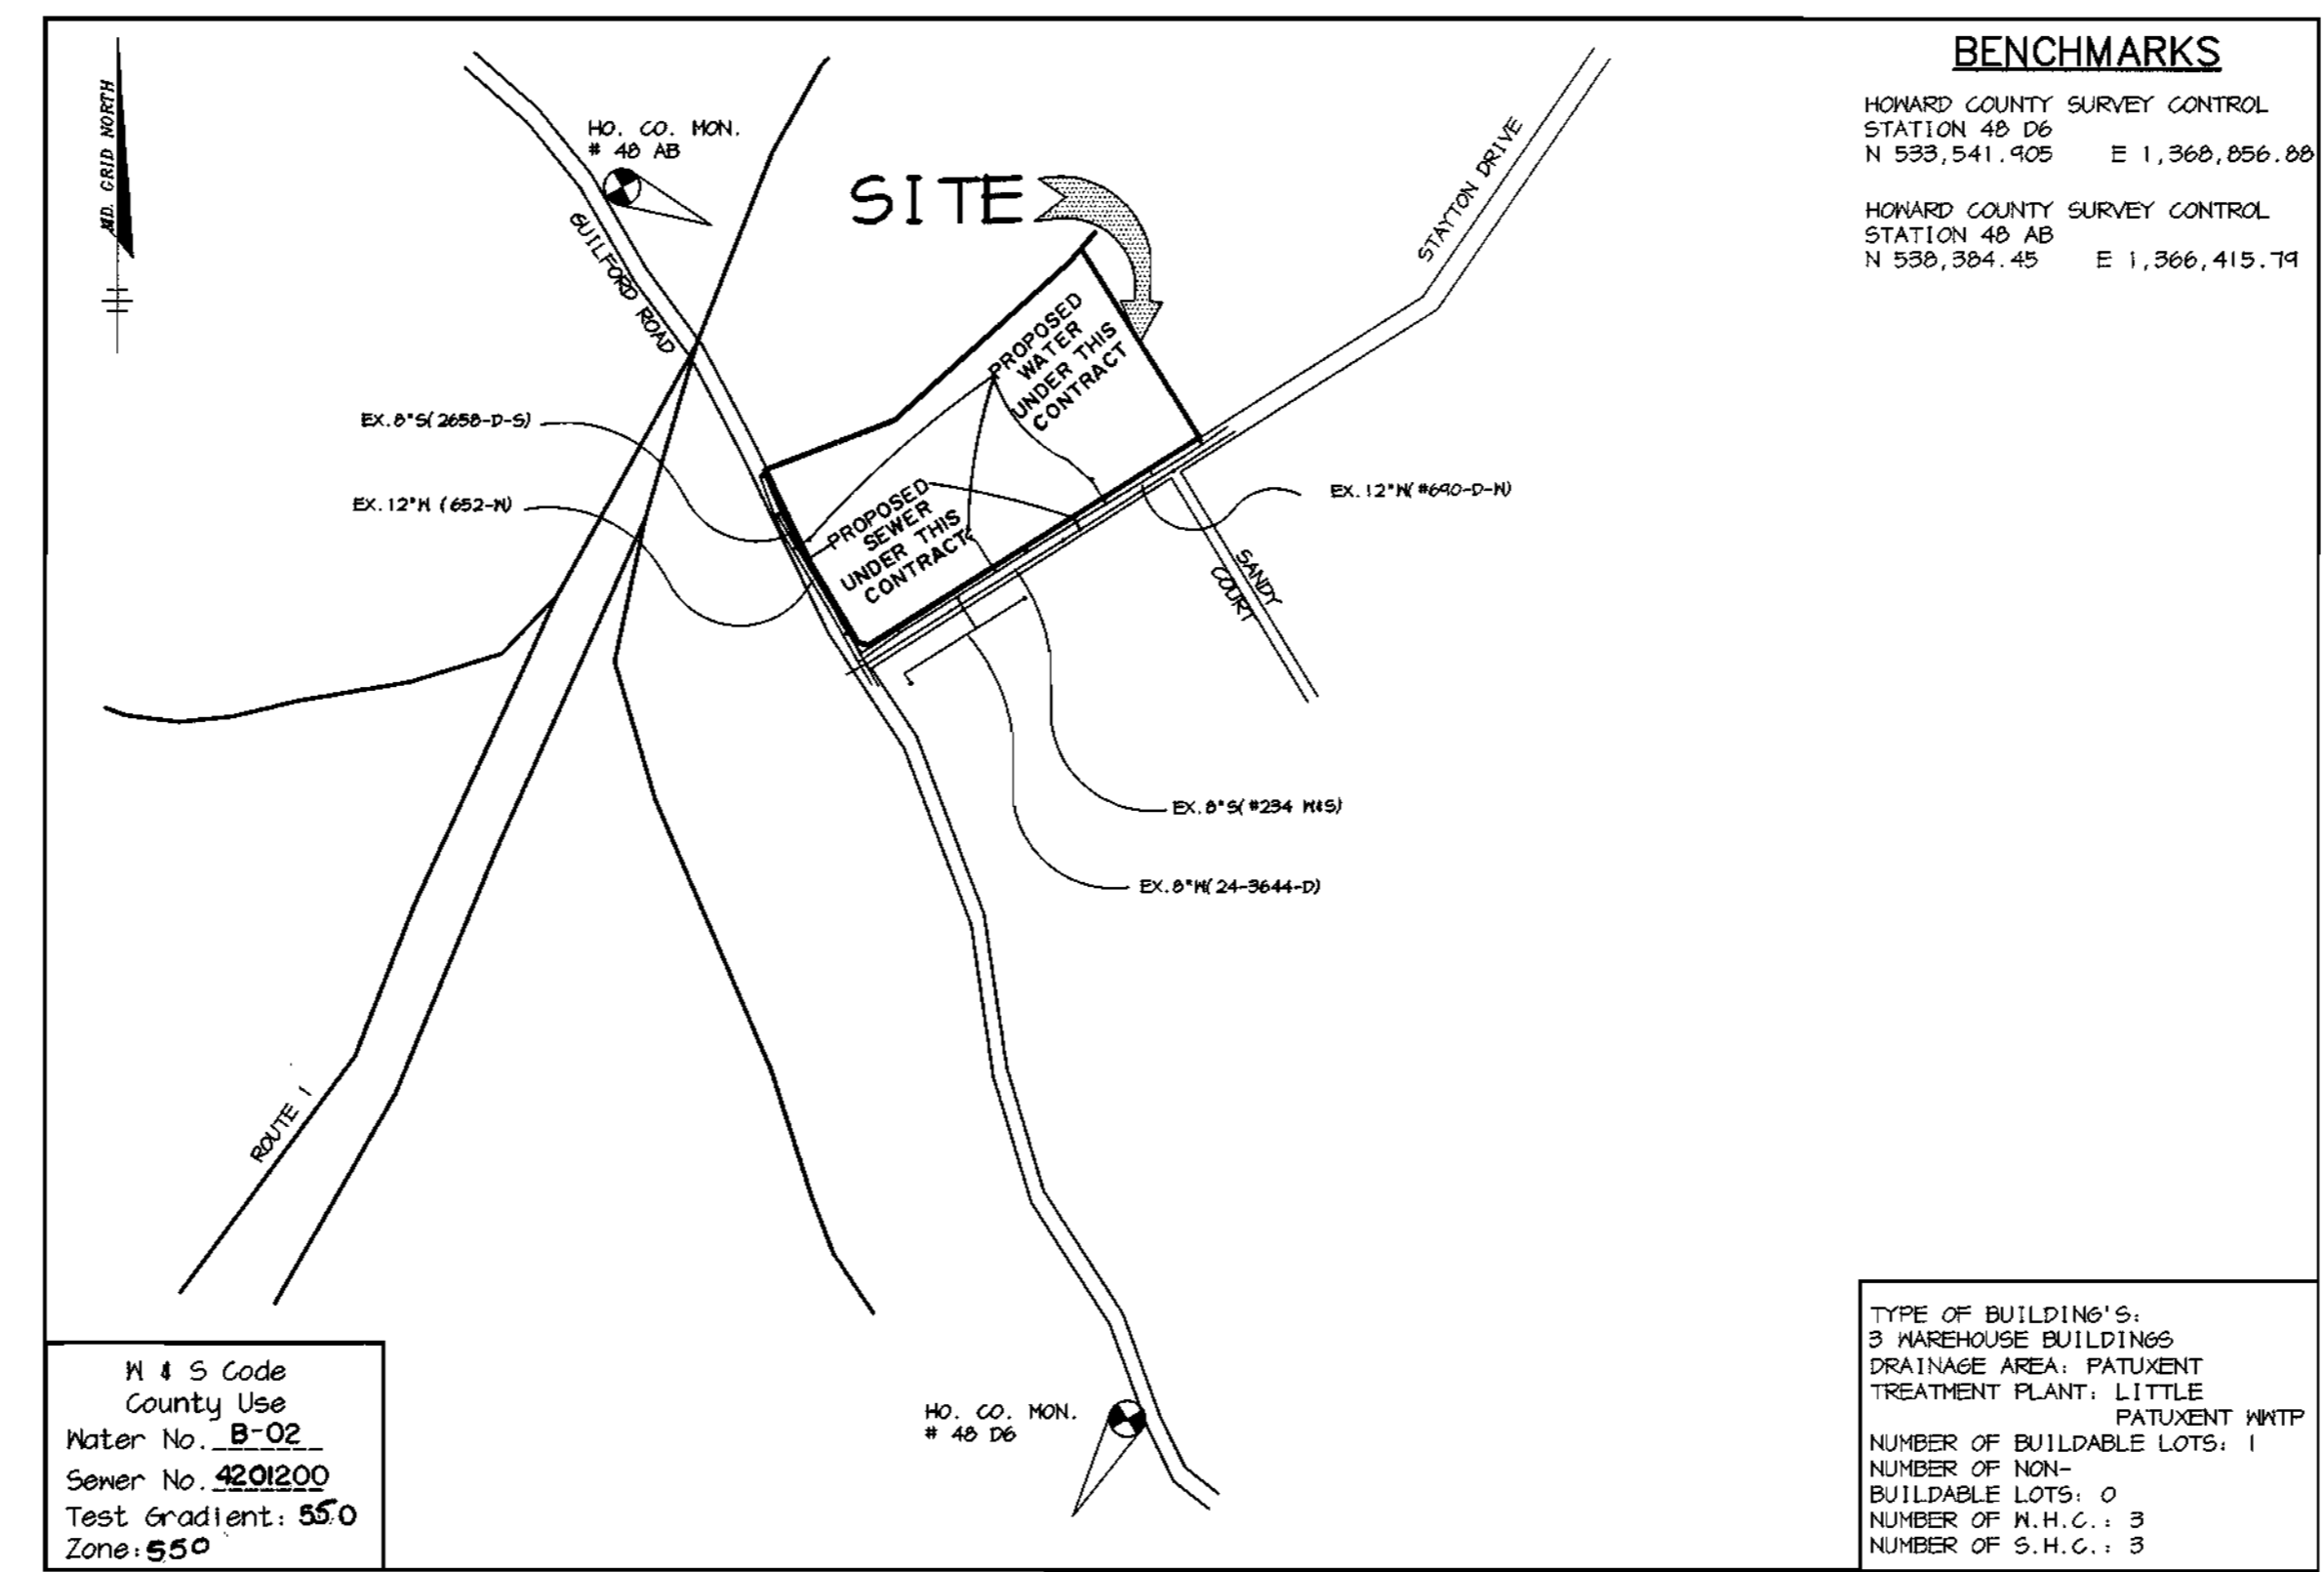 MD. GRID NORTH
HO. CO. MON.
# 48 AB
GUILFORD ROAD
SITE
STAYTON DRIVE
BENCHMARKS
HOWARD COUNTY SURVEY CONTROL
STATION 48 D6
N 533,541.905 E 1,368,856.88
HOWARD COUNTY SURVEY CONTROL
STATION 48 AB
N 538,384.45 E 1,366,415.79
PROPOSED
WATER
UNDER THIS
CONTRACT
EX.8"S(2658-D-S)
EX.12"W (652-W)
PROPOSED
SEWER
UNDER THIS
CONTRACT
EX.12"W(#690-D-W)
SANDY
COURT
EX.8"S(#234 W&S)
EX.8"W(24-3644-D)
ROUTE 1
HO. CO. MON.
# 48 D6
W & S Code
County Use
Water No. B-02
Sewer No. 4201200
Test Gradient: 550
Zone: 550
TYPE OF BUILDING'S:
3 WAREHOUSE BUILDINGS
DRAINAGE AREA: PATUXENT
TREATMENT PLANT: LITTLE
PATUXENT WWTP
NUMBER OF BUILDABLE LOTS: 1
NUMBER OF NON-
BUILDABLE LOTS: 0
NUMBER OF W.H.C.: 3
NUMBER OF S.H.C.: 3